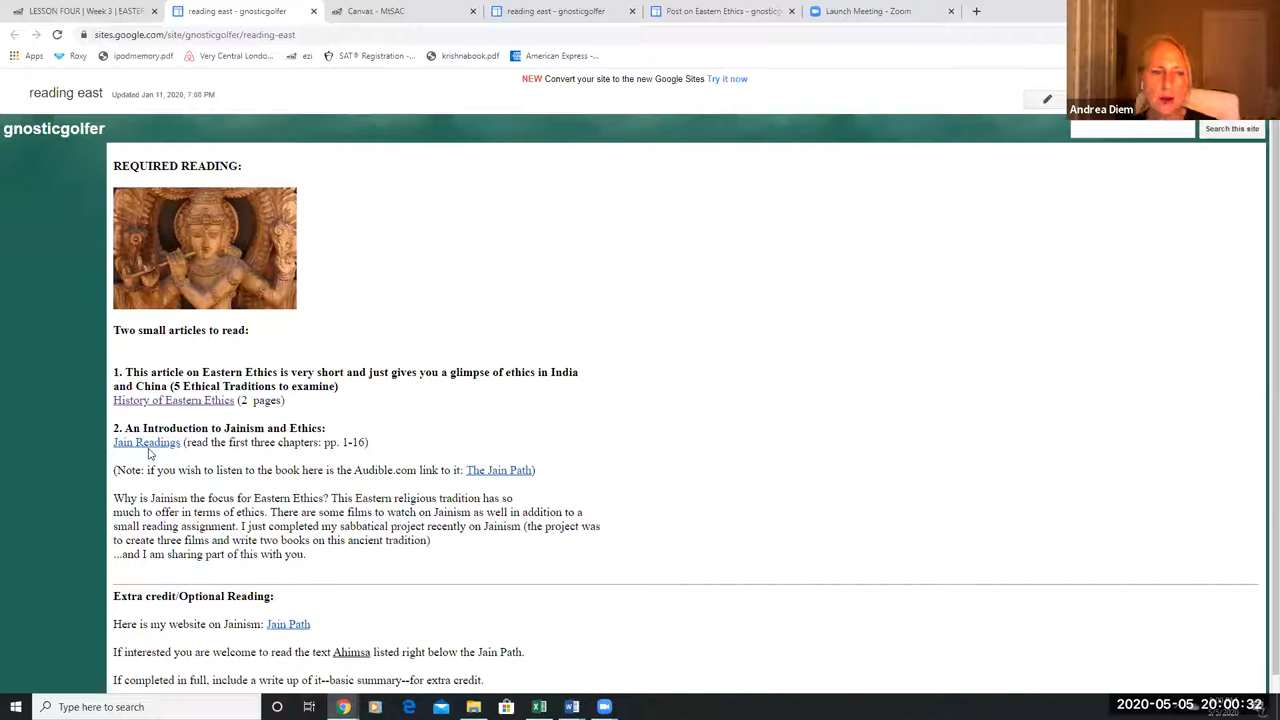 LESSON FOUR / Week 3 | EASTER
reading east - gnosticgolfer
Canvas - MtSAC
reading east - gnosticgolfer
Post on Eastern Ethics - gnosticg
Launch Meeting - Zoom
sites.google.com/site/gnosticgolfer/reading-east
Apps
Roxy
ipodmemory.pdf
Very Central Londo...
ezi
SAT® Registration -...
krishnabook.pdf
American Express -...
NEW Convert your site to the new Google Sites Try it now
reading east
Updated Jan 11, 2020, 7:08 PM
Andrea Diem
gnosticgolfer
Search this site
REQUIRED READING:
Two small articles to read:
1. This article on Eastern Ethics is very short and just gives you a glimpse of ethics in India
and China (5 Ethical Traditions to examine)
History of Eastern Ethics (2 pages)
2. An Introduction to Jainism and Ethics:
Jain Readings (read the first three chapters: pp. 1-16)
(Note: if you wish to listen to the book here is the Audible.com link to it: The Jain Path)
Why is Jainism the focus for Eastern Ethics? This Eastern religious tradition has so
much to offer in terms of ethics. There are some films to watch on Jainism as well in addition to a
small reading assignment. I just completed my sabbatical project recently on Jainism (the project was
to create three films and write two books on this ancient tradition)
...and I am sharing part of this with you.
Extra credit/Optional Reading:
Here is my website on Jainism: Jain Path
If interested you are welcome to read the text Ahimsa listed right below the Jain Path.
If completed in full, include a write up of it--basic summary--for extra credit.
Type here to search
2020-05-05 20:00:32